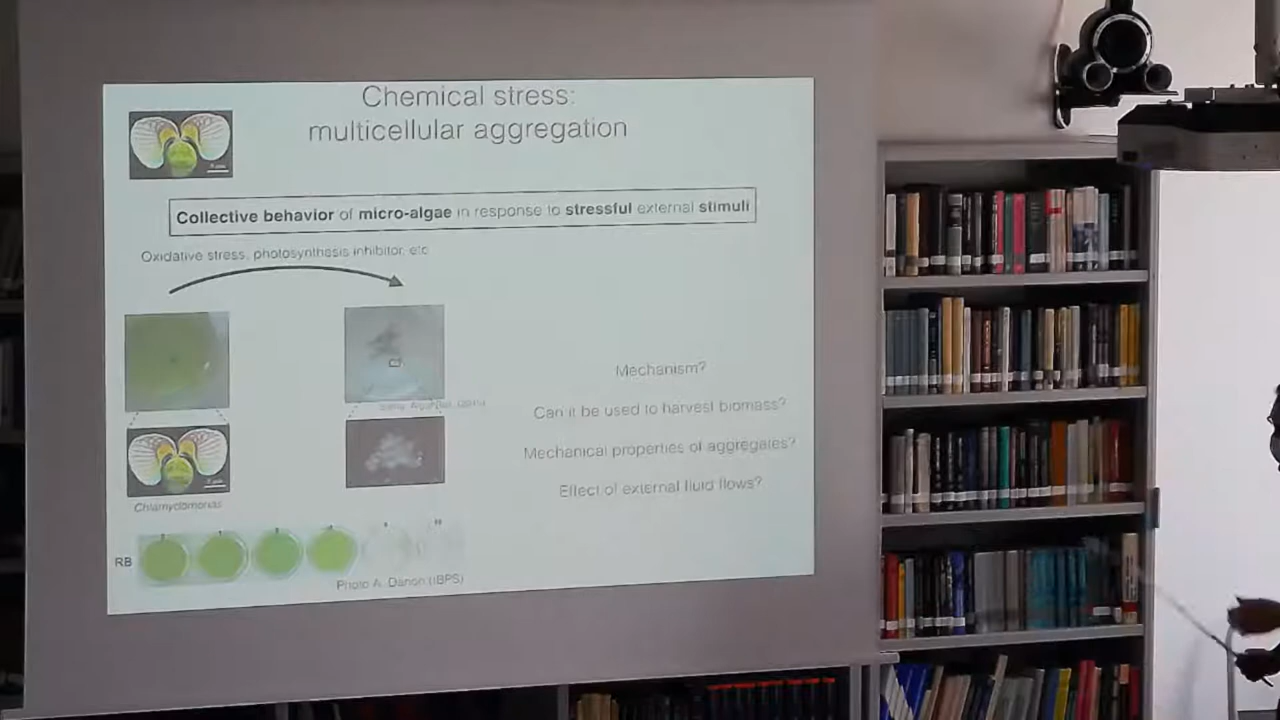 Chemical stress:
multicellular aggregation
Collective behavior of micro-algae in response to stressful external stimuli
Oxidative stress, photosynthesis inhibitor, etc
Mechanism?
Can it be used to harvest biomass?
Mechanical properties of aggregates?
Effect of external fluid flows?
Chlamydomonas
RB
Photo A. Danon (IBPS)